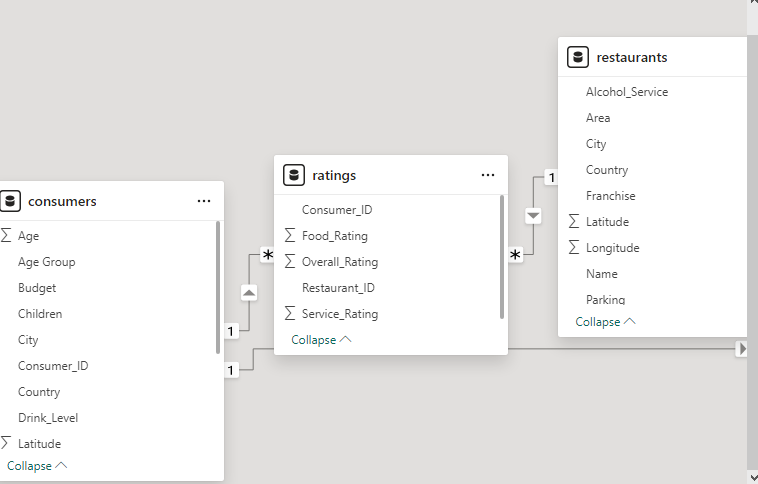 consumers
Age
Age Group
Budget
Children
City
Consumer_ID
Country
Drink_Level
Latitude
Collapse
1
1
*
ratings
Consumer_ID
Food_Rating
Overall_Rating
Restaurant_ID
Service_Rating
Collapse
*
1
restaurants
Alcohol_Service
Area
City
Country
Franchise
Latitude
Longitude
Name
Parking
Collapse